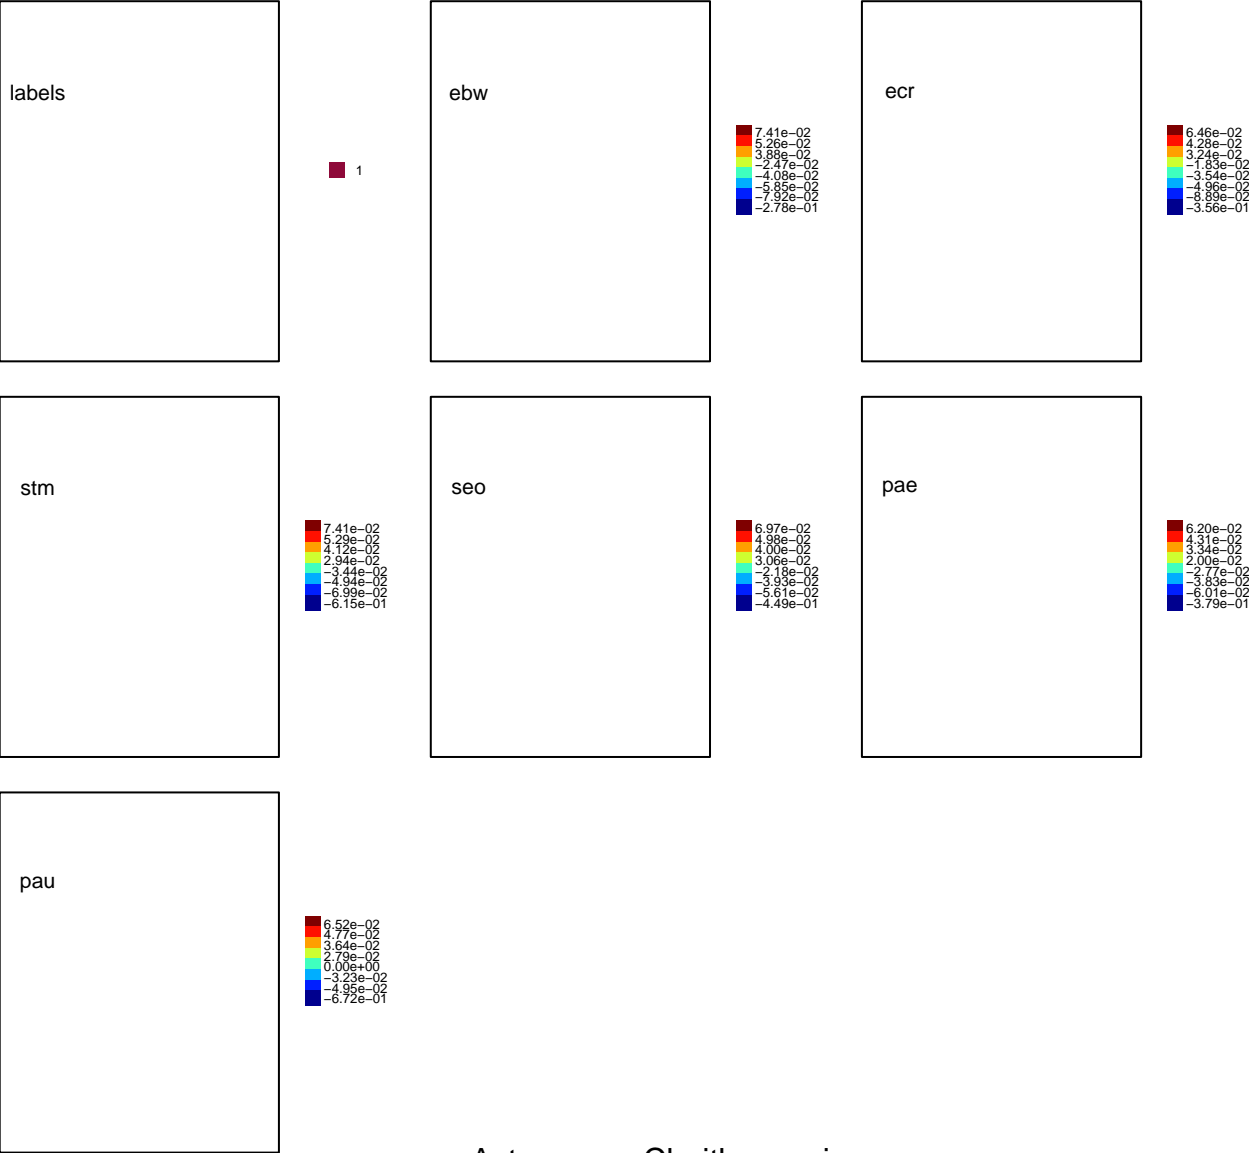 labels
1
ebw
7.41e−02
5.26e−02
3.88e−02
−2.47e−02
−4.08e−02
−5.85e−02
−7.92e−02
−2.78e−01
ecr
6.46e−02
4.28e−02
3.24e−02
−1.83e−02
−3.54e−02
−4.96e−02
−8.89e−02
−3.56e−01
stm
7.41e−02
5.29e−02
4.12e−02
2.94e−02
−3.44e−02
−4.94e−02
−6.99e−02
−6.15e−01
seo
6.97e−02
4.98e−02
4.00e−02
3.06e−02
−2.18e−02
−3.93e−02
−5.61e−02
−4.49e−01
pae
6.20e−02
4.31e−02
3.34e−02
2.00e−02
−2.77e−02
−3.83e−02
−6.01e−02
−3.79e−01
pau
6.52e−02
4.77e−02
3.64e−02
2.79e−02
0.00e+00
−3.23e−02
−4.95e−02
−6.72e−01